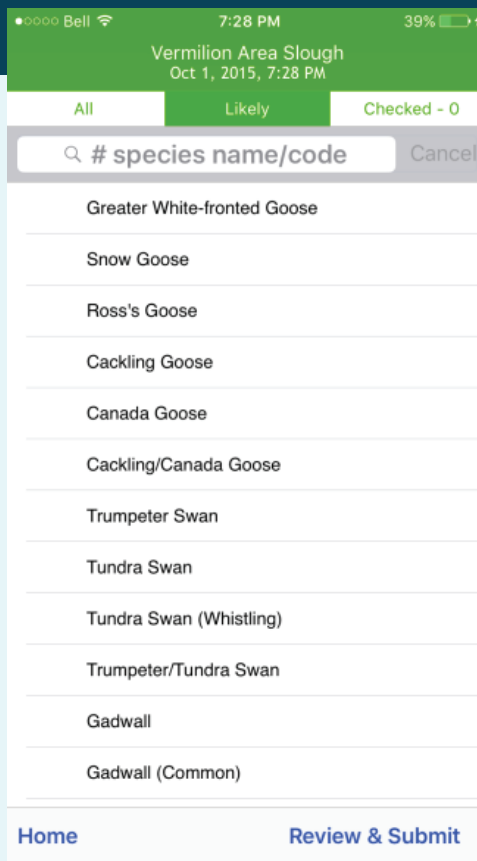 Bell 7:28 PM 39%
Vermilion Area Slough
Oct 1, 2015, 7:28 PM
All Likely Checked - 0
# species name/code Cancel
Greater White-fronted Goose
Snow Goose
Ross's Goose
Cackling Goose
Canada Goose
Cackling/Canada Goose
Trumpeter Swan
Tundra Swan
Tundra Swan (Whistling)
Trumpeter/Tundra Swan
Gadwall
Gadwall (Common)
Home Review & Submit